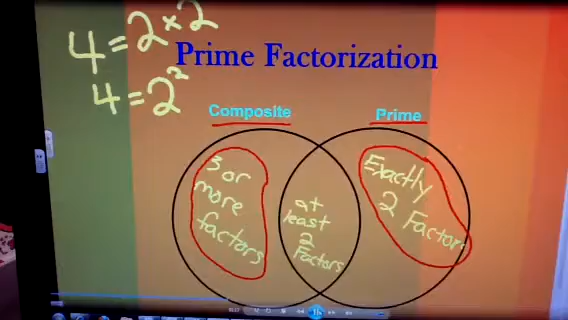 4=2×2
4=2²
Prime Factorization
Composite
Prime
3 or
more
factors
at
least
2
Factors
Exactly
2 Factor